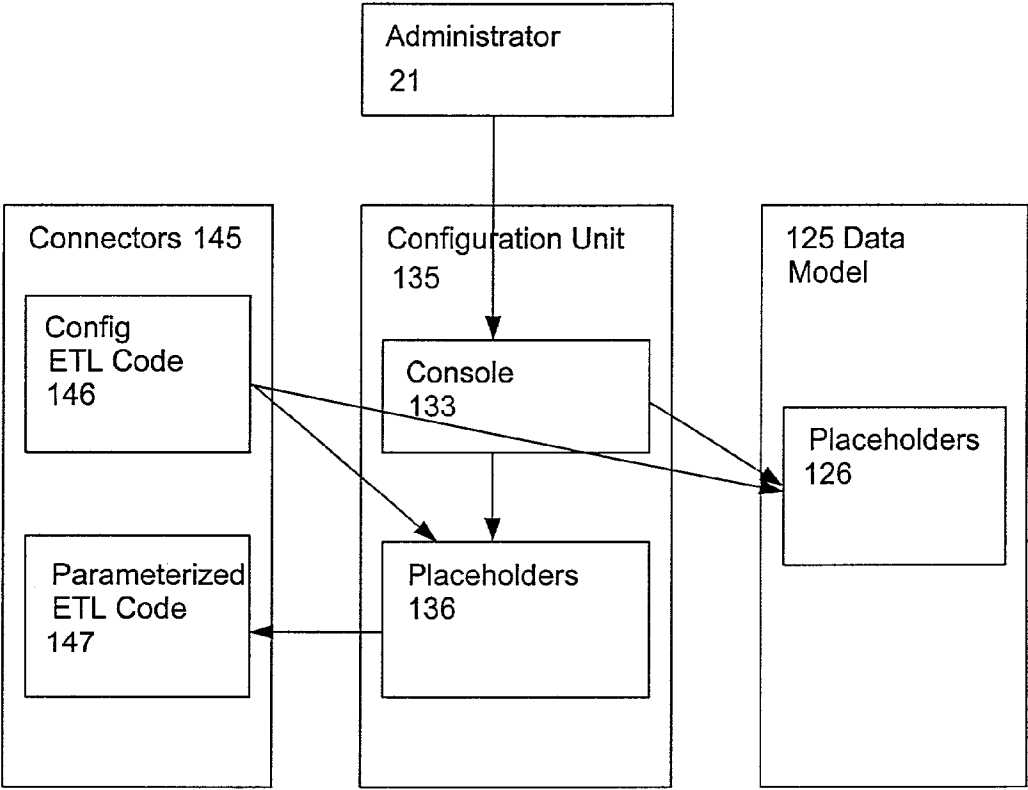 Administrator
21
Connectors 145
Config
ETL Code
146
Parameterized
ETL Code
147
Configuration Unit
135
Console
133
Placeholders
136
125 Data
Model
Placeholders
126